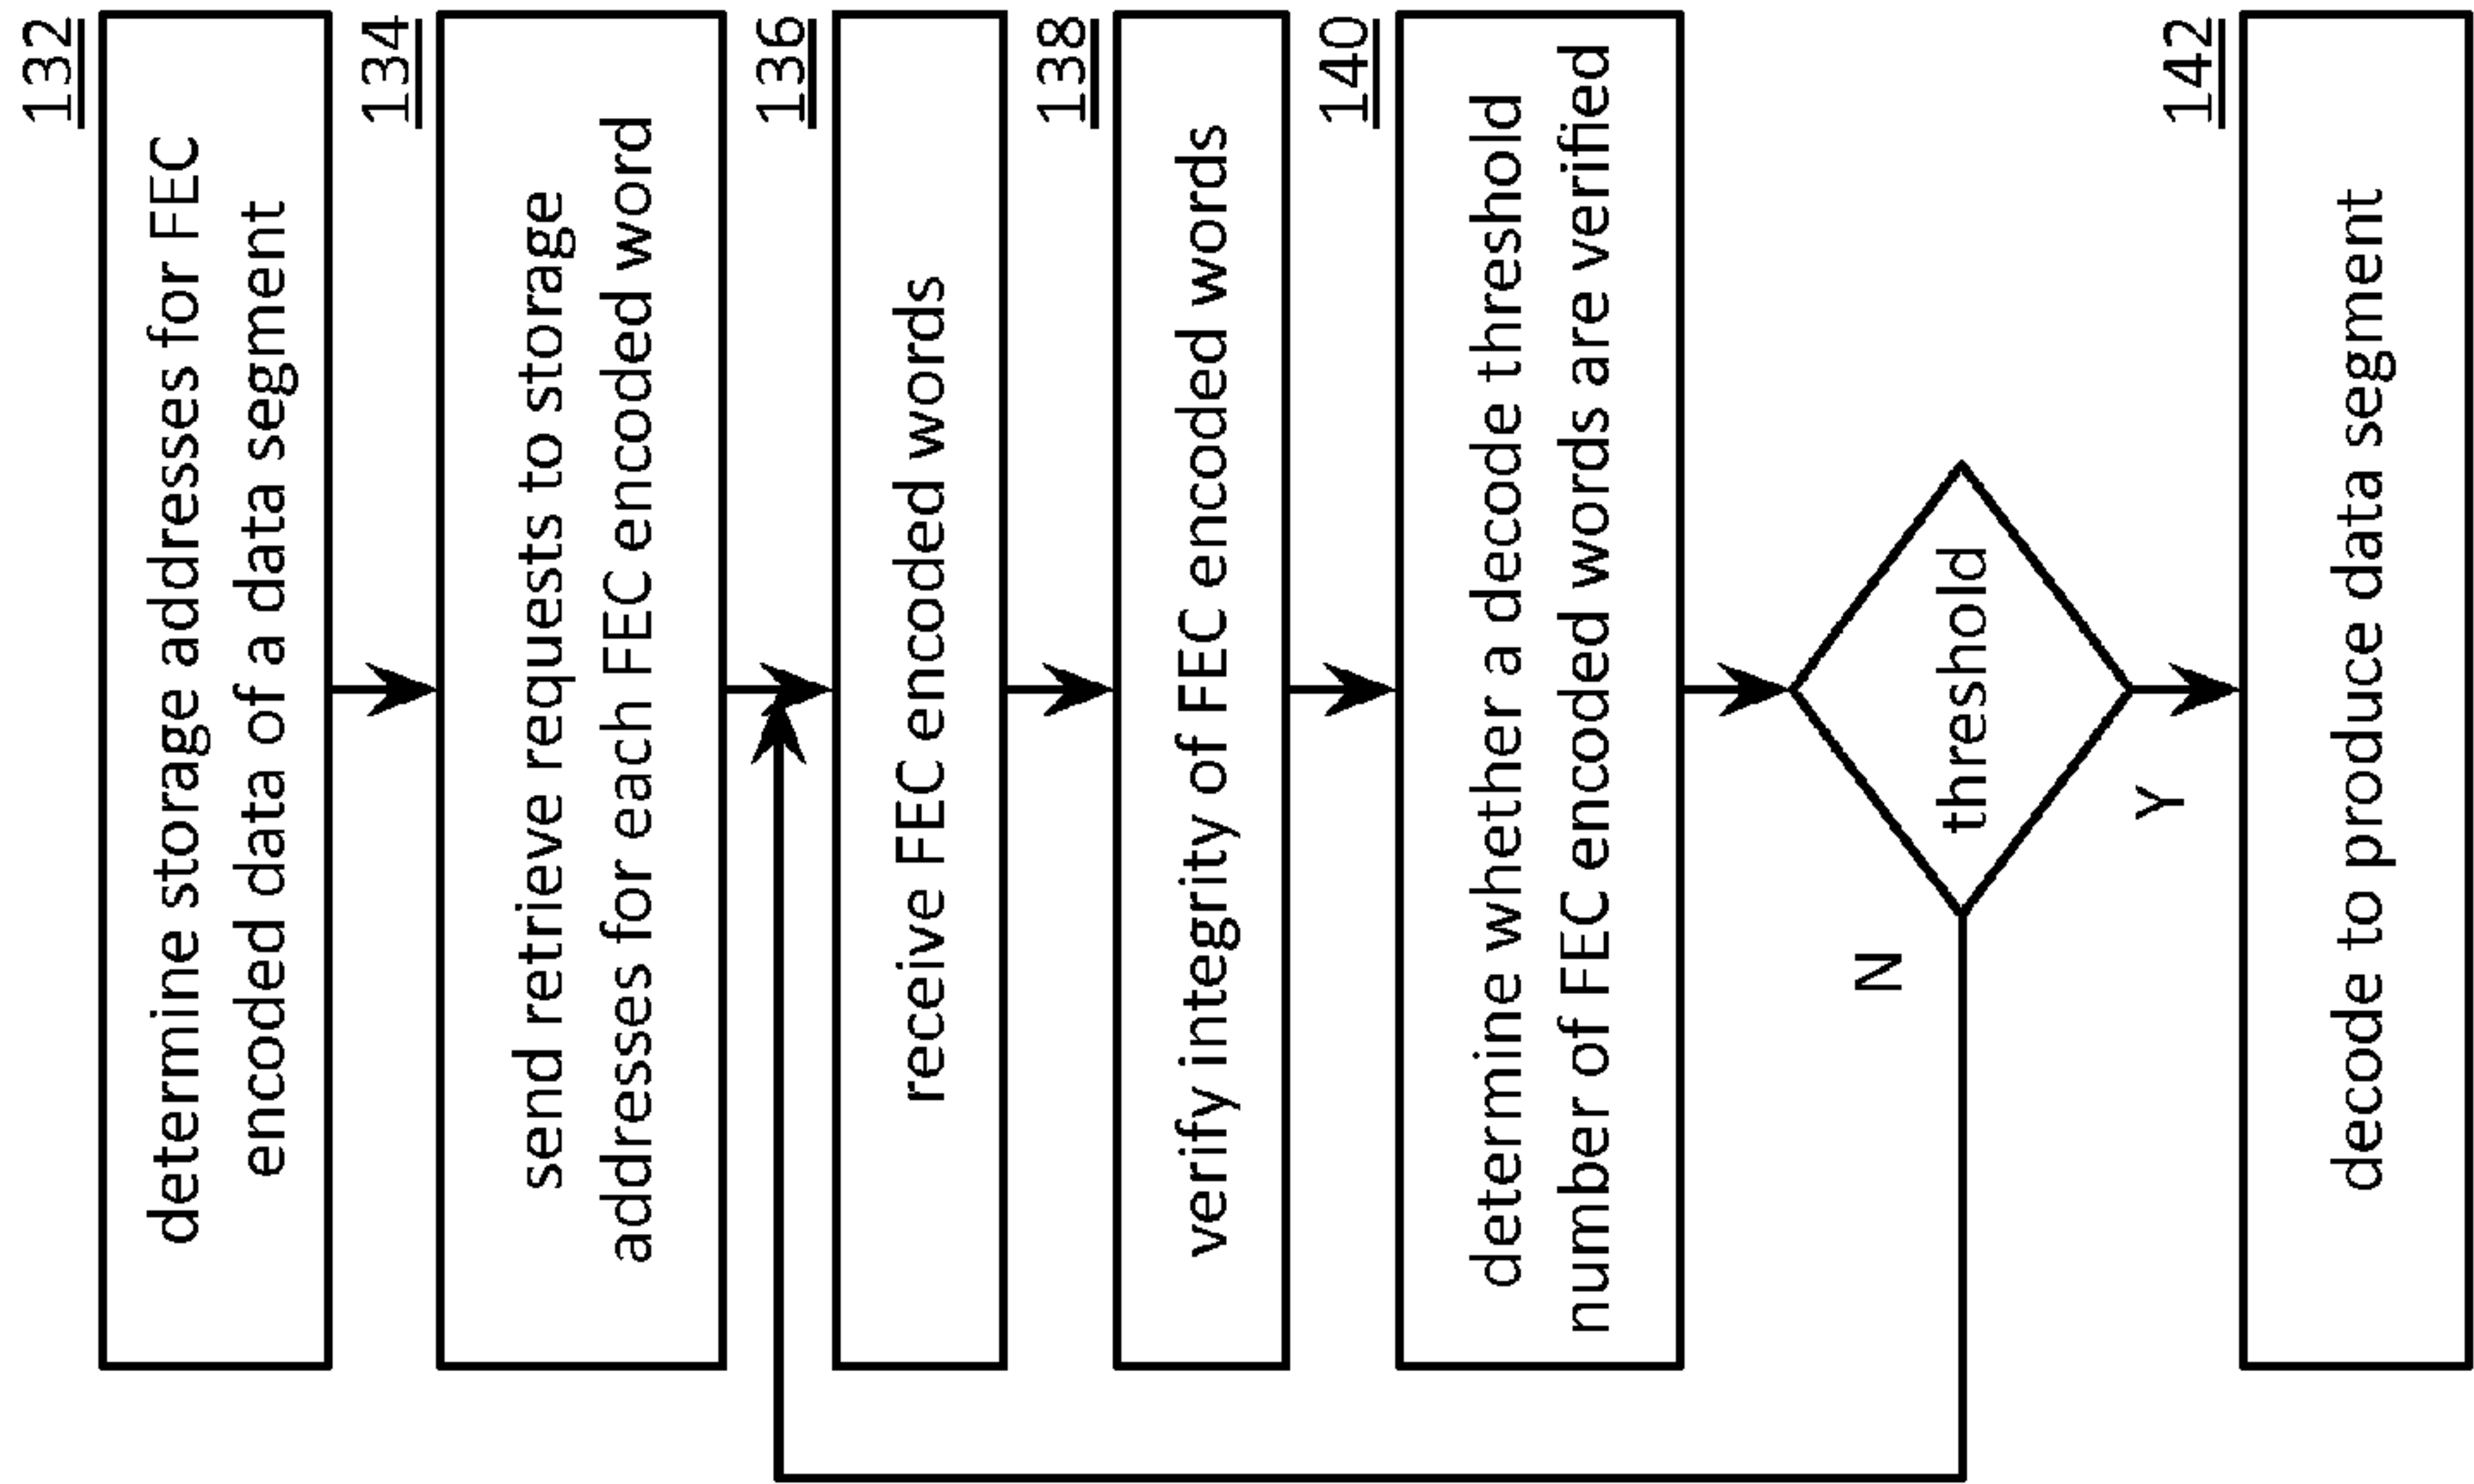 132
determine storage addresses for FEC
encoded data of a data segment
134
send retrieve requests to storage
addresses for each FEC encoded word
136
receive FEC encoded words
138
verify integrity of FEC encoded words
140
determine whether a decode threshold
number of FEC encoded words are verified
threshold
N
Y
142
decode to produce data segment